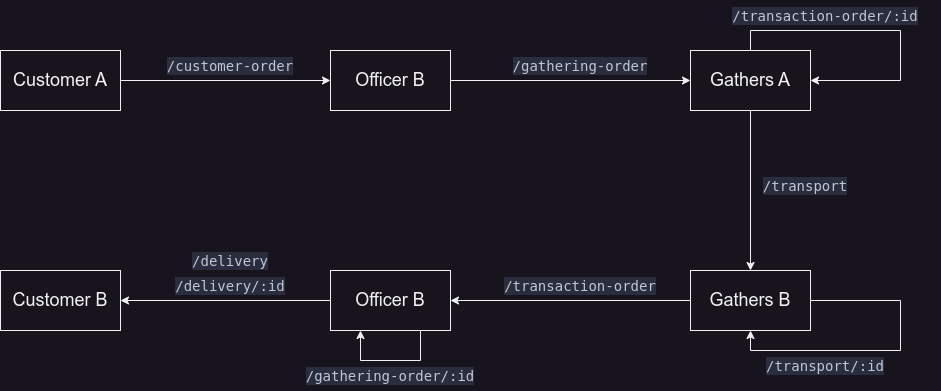 /transaction-order/:id
Customer A
/customer-order
Officer B
/gathering-order
Gathers A
/transport
Customer B
/delivery
/delivery/:id
Officer B
/transaction-order
Gathers B
/gathering-order/:id
/transport/:id